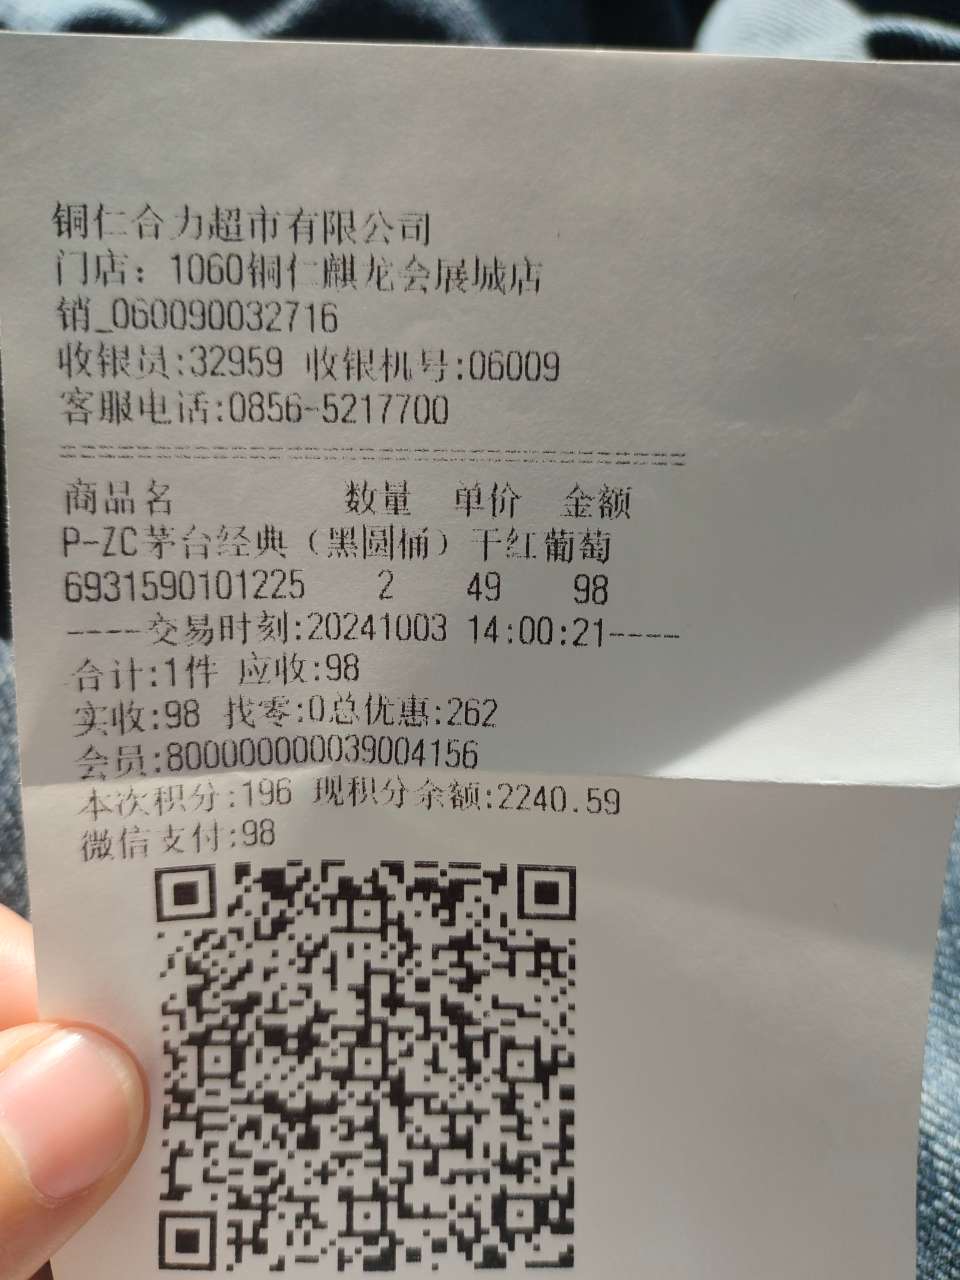 铜仁合力超市有限公司
门店：1060铜仁麒龙会展城店
销_060090032716
收银员:32959 收银机号:06009
客服电话:0856-5217700
商品名 数量 单价 金额
P-ZC茅台经典（黑圆桶）干红葡萄
6931590101225 2 49 98
----交易时刻:20241003 14:00:21----
合计:1件 应收:98
实收:98 找零:0总优惠:262
会员:800000000039004156
本次积分:196 现积分余额:2240.59
微信支付:98